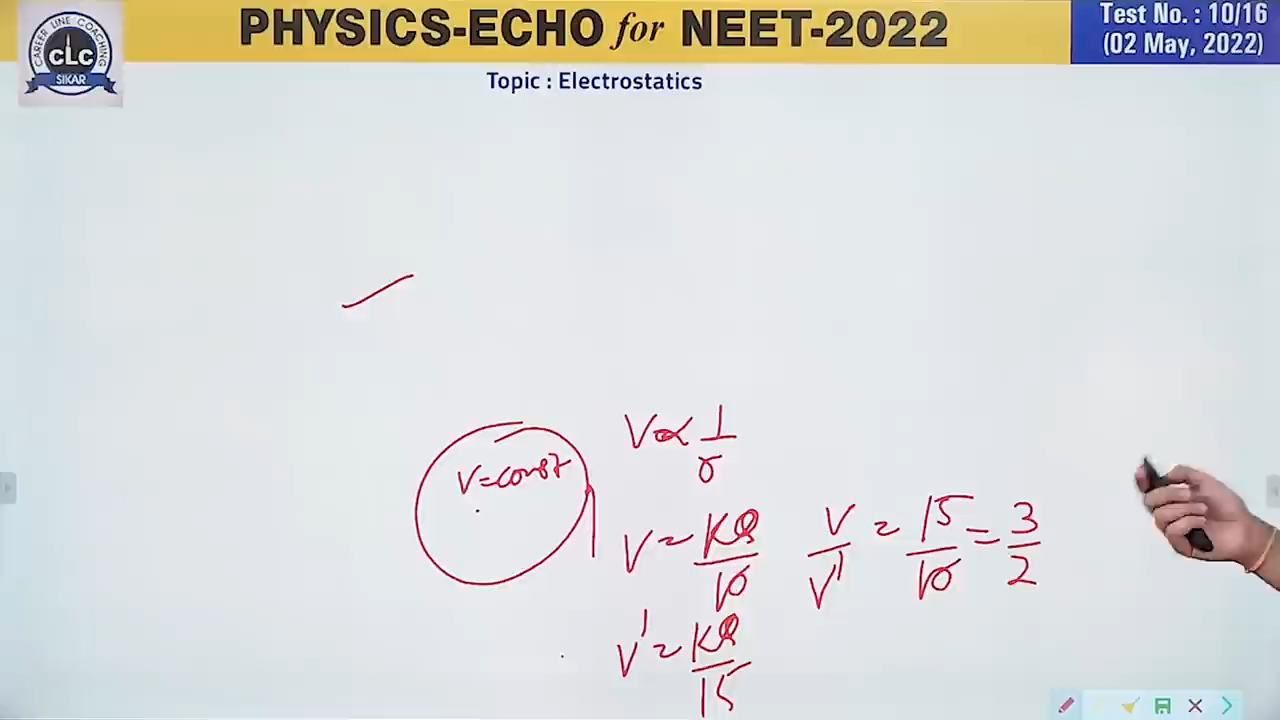 PHYSICS-ECHO for NEET-2022
Test No. : 10/16
(02 May, 2022)
CAREER LINE COACHING
CLC
SIKAR
Topic : Electrostatics
V=const
V∝1/r
V=KQ/10
V/V'=15/10=3/2
V'=KQ/15